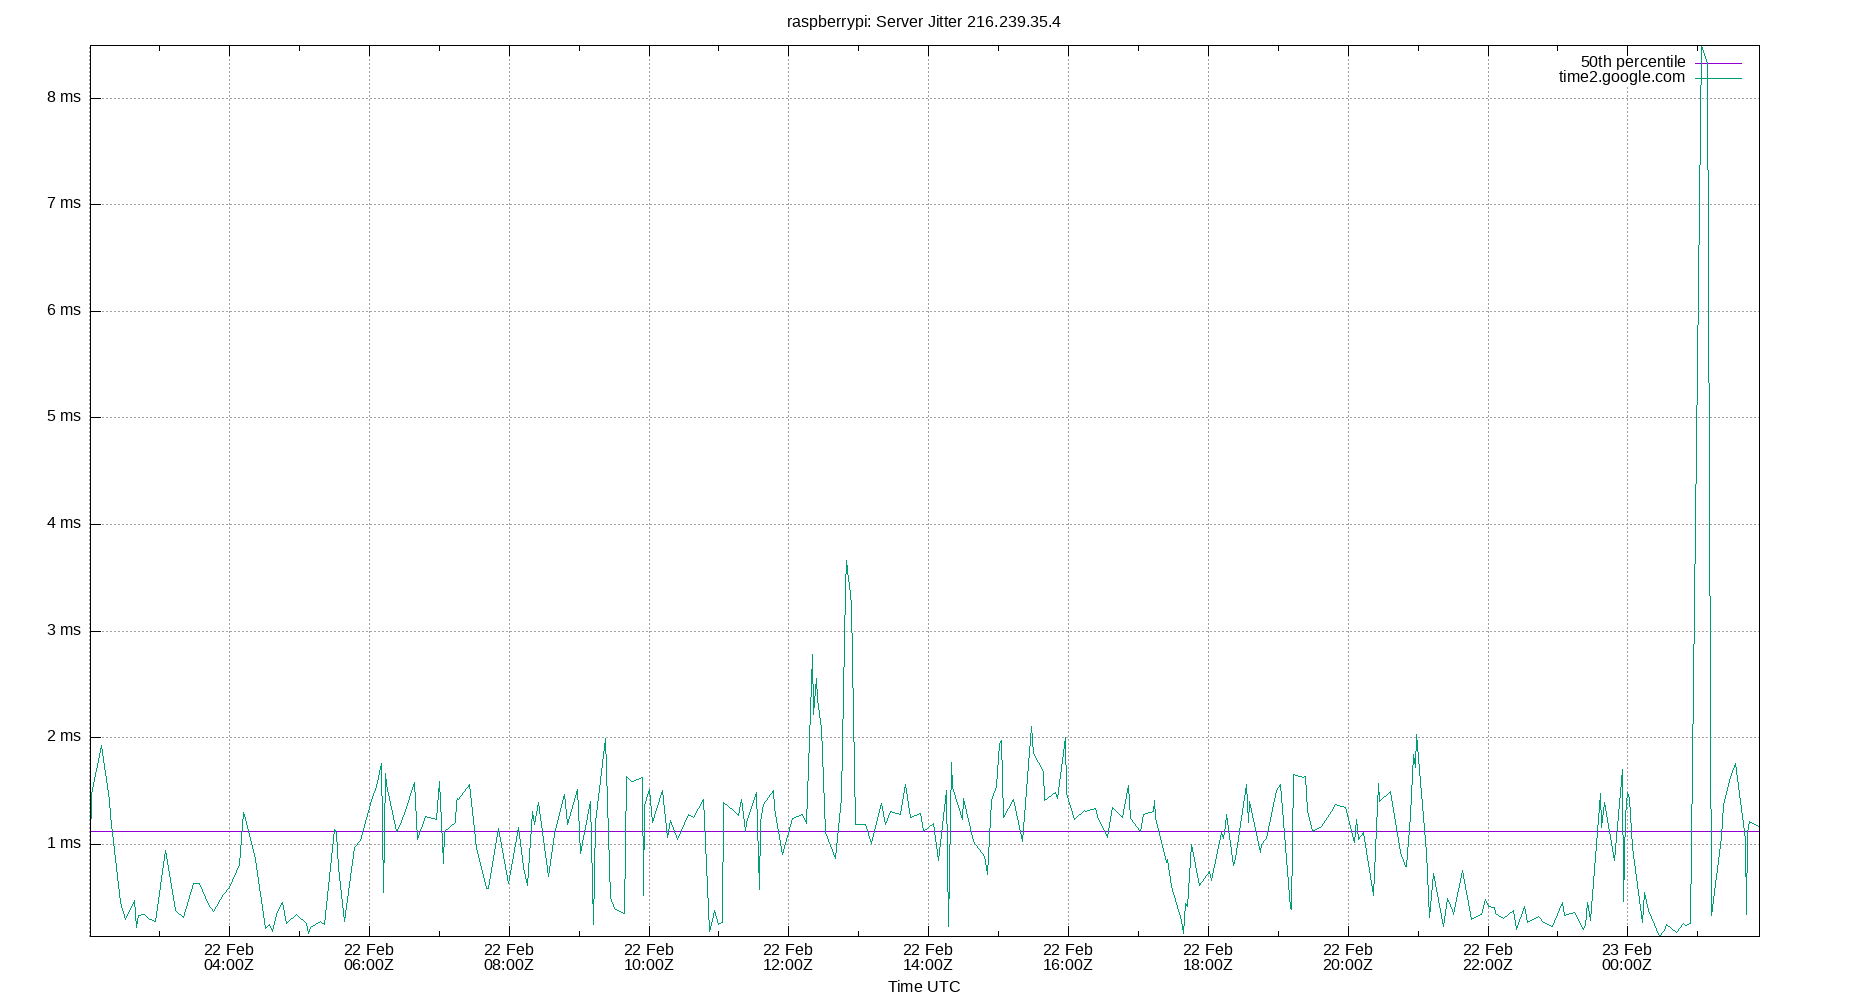 raspberrypi: Server Jitter 216.239.35.4
50th percentile
time2.google.com
8 ms
7 ms
6 ms
5 ms
4 ms
3 ms
2 ms
1 ms
22 Feb 22 Feb 22 Feb 22 Feb 22 Feb 22 Feb 22 Feb 22 Feb 22 Feb 22 Feb 23 Feb
04:00Z 06:00Z 08:00Z 10:00Z 12:00Z 14:00Z 16:00Z 18:00Z 20:00Z 22:00Z 00:00Z
Time UTC